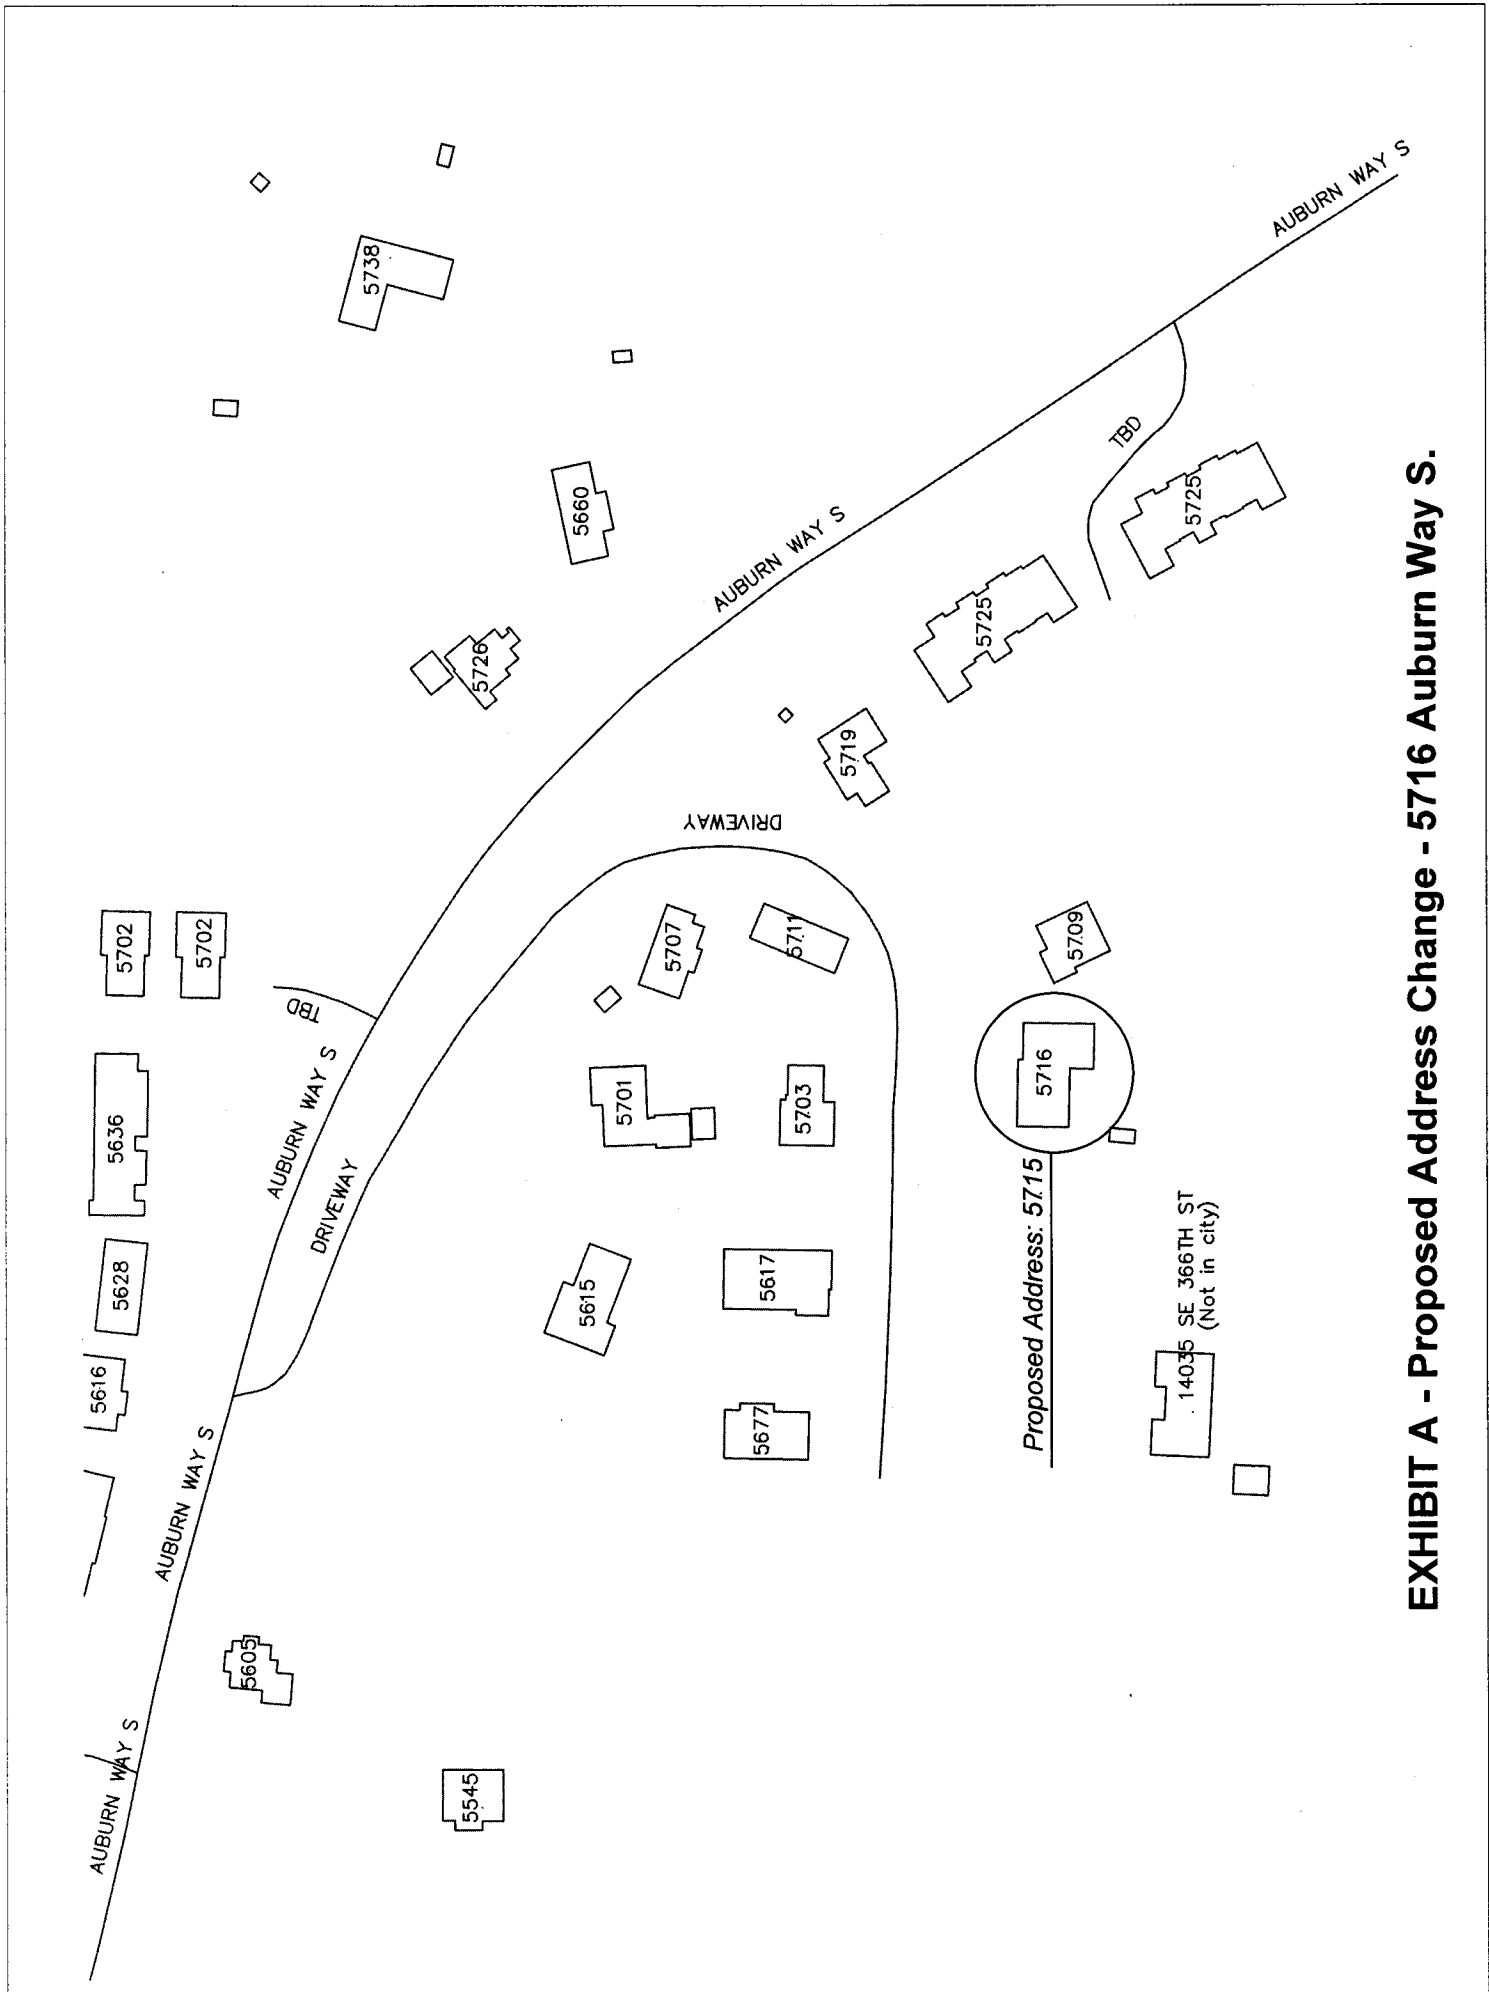 5738
5660
5726
AUBURN WAY S
AUBURN WAY S
TBD
5725
5725
5719
DRIVEWAY
5702
5702
TBD
5707
5711
5709
5636
AUBURN WAY S
DRIVEWAY
5701
5703
5716
5628
5615
5617
Proposed Address: 5715
14035 SE 366TH ST
(Not in city)
5616
5677
AUBURN WAY S
5605
AUBURN WAY S
5545
EXHIBIT A - Proposed Address Change - 5716 Auburn Way S.